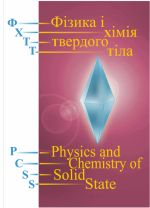 Ф Фізика і
Х хімія
Т твердого
Т тіла
P Physics and
C Chemistry of
S Solid
S State